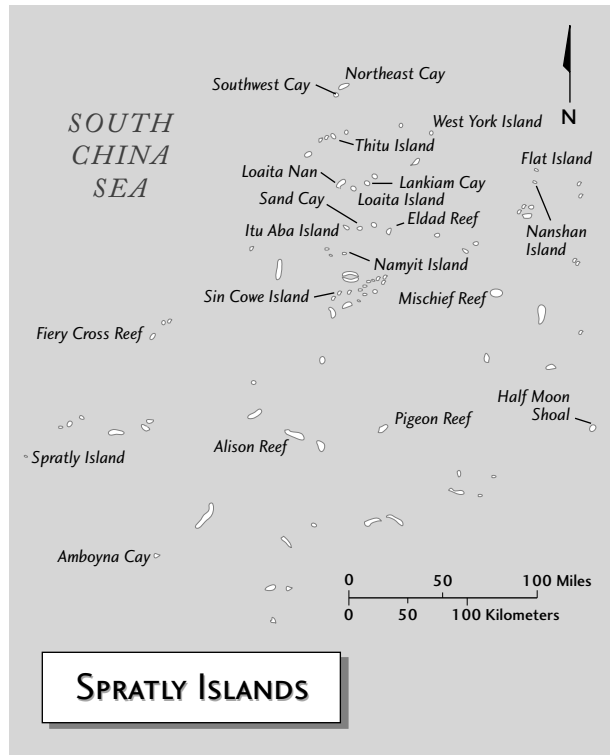 Northeast Cay
Southwest Cay
SOUTH
CHINA
SEA
N
West York Island
Thitu Island
Flat Island
Loaita Nan
Lankiam Cay
Loaita Island
Sand Cay
Eldad Reef
Itu Aba Island
Nanshan
Island
Namyit Island
Sin Cowe Island
Mischief Reef
Fiery Cross Reef
Half Moon
Shoal
Pigeon Reef
Alison Reef
Spratly Island
Amboyna Cay
0 50 100 Miles
0 50 100 Kilometers
SPRATLY ISLANDS